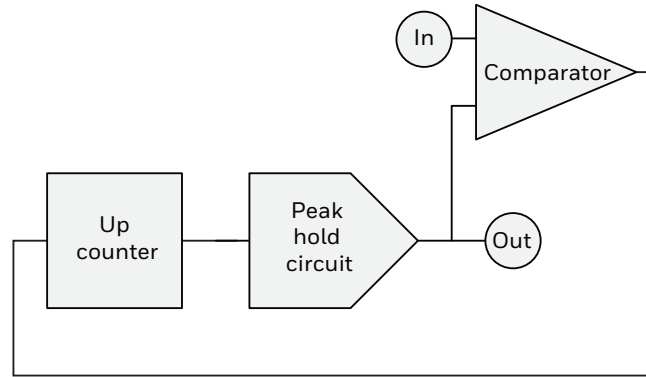 In
Comparator
Up
counter
Peak
hold
circuit
Out